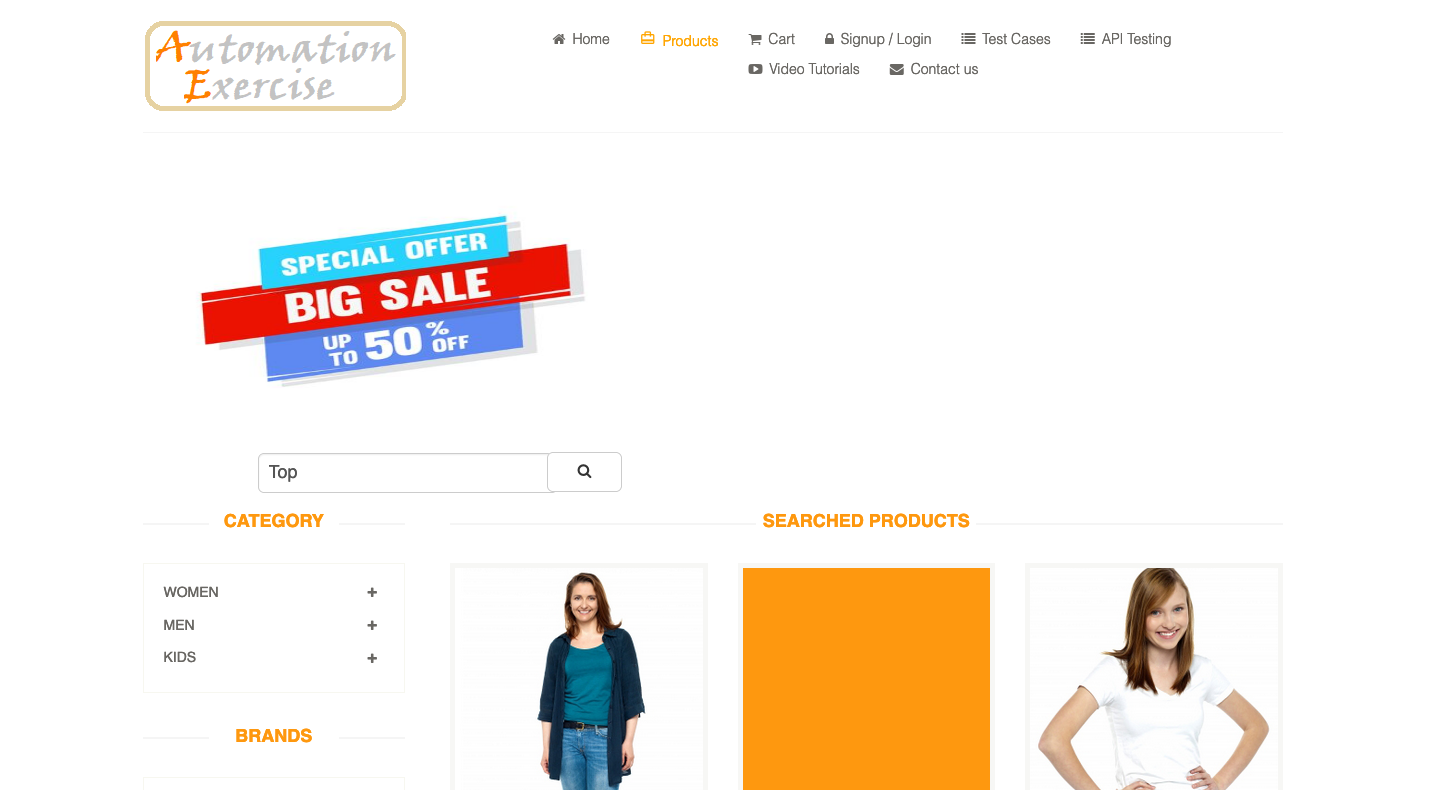 Automation
Exercise
Home
Products
Cart
Signup / Login
Test Cases
API Testing
Video Tutorials
Contact us
SPECIAL OFFER
BIG SALE
UP TO 50 % OFF
Top
CATEGORY
SEARCHED PRODUCTS
WOMEN
MEN
KIDS
BRANDS